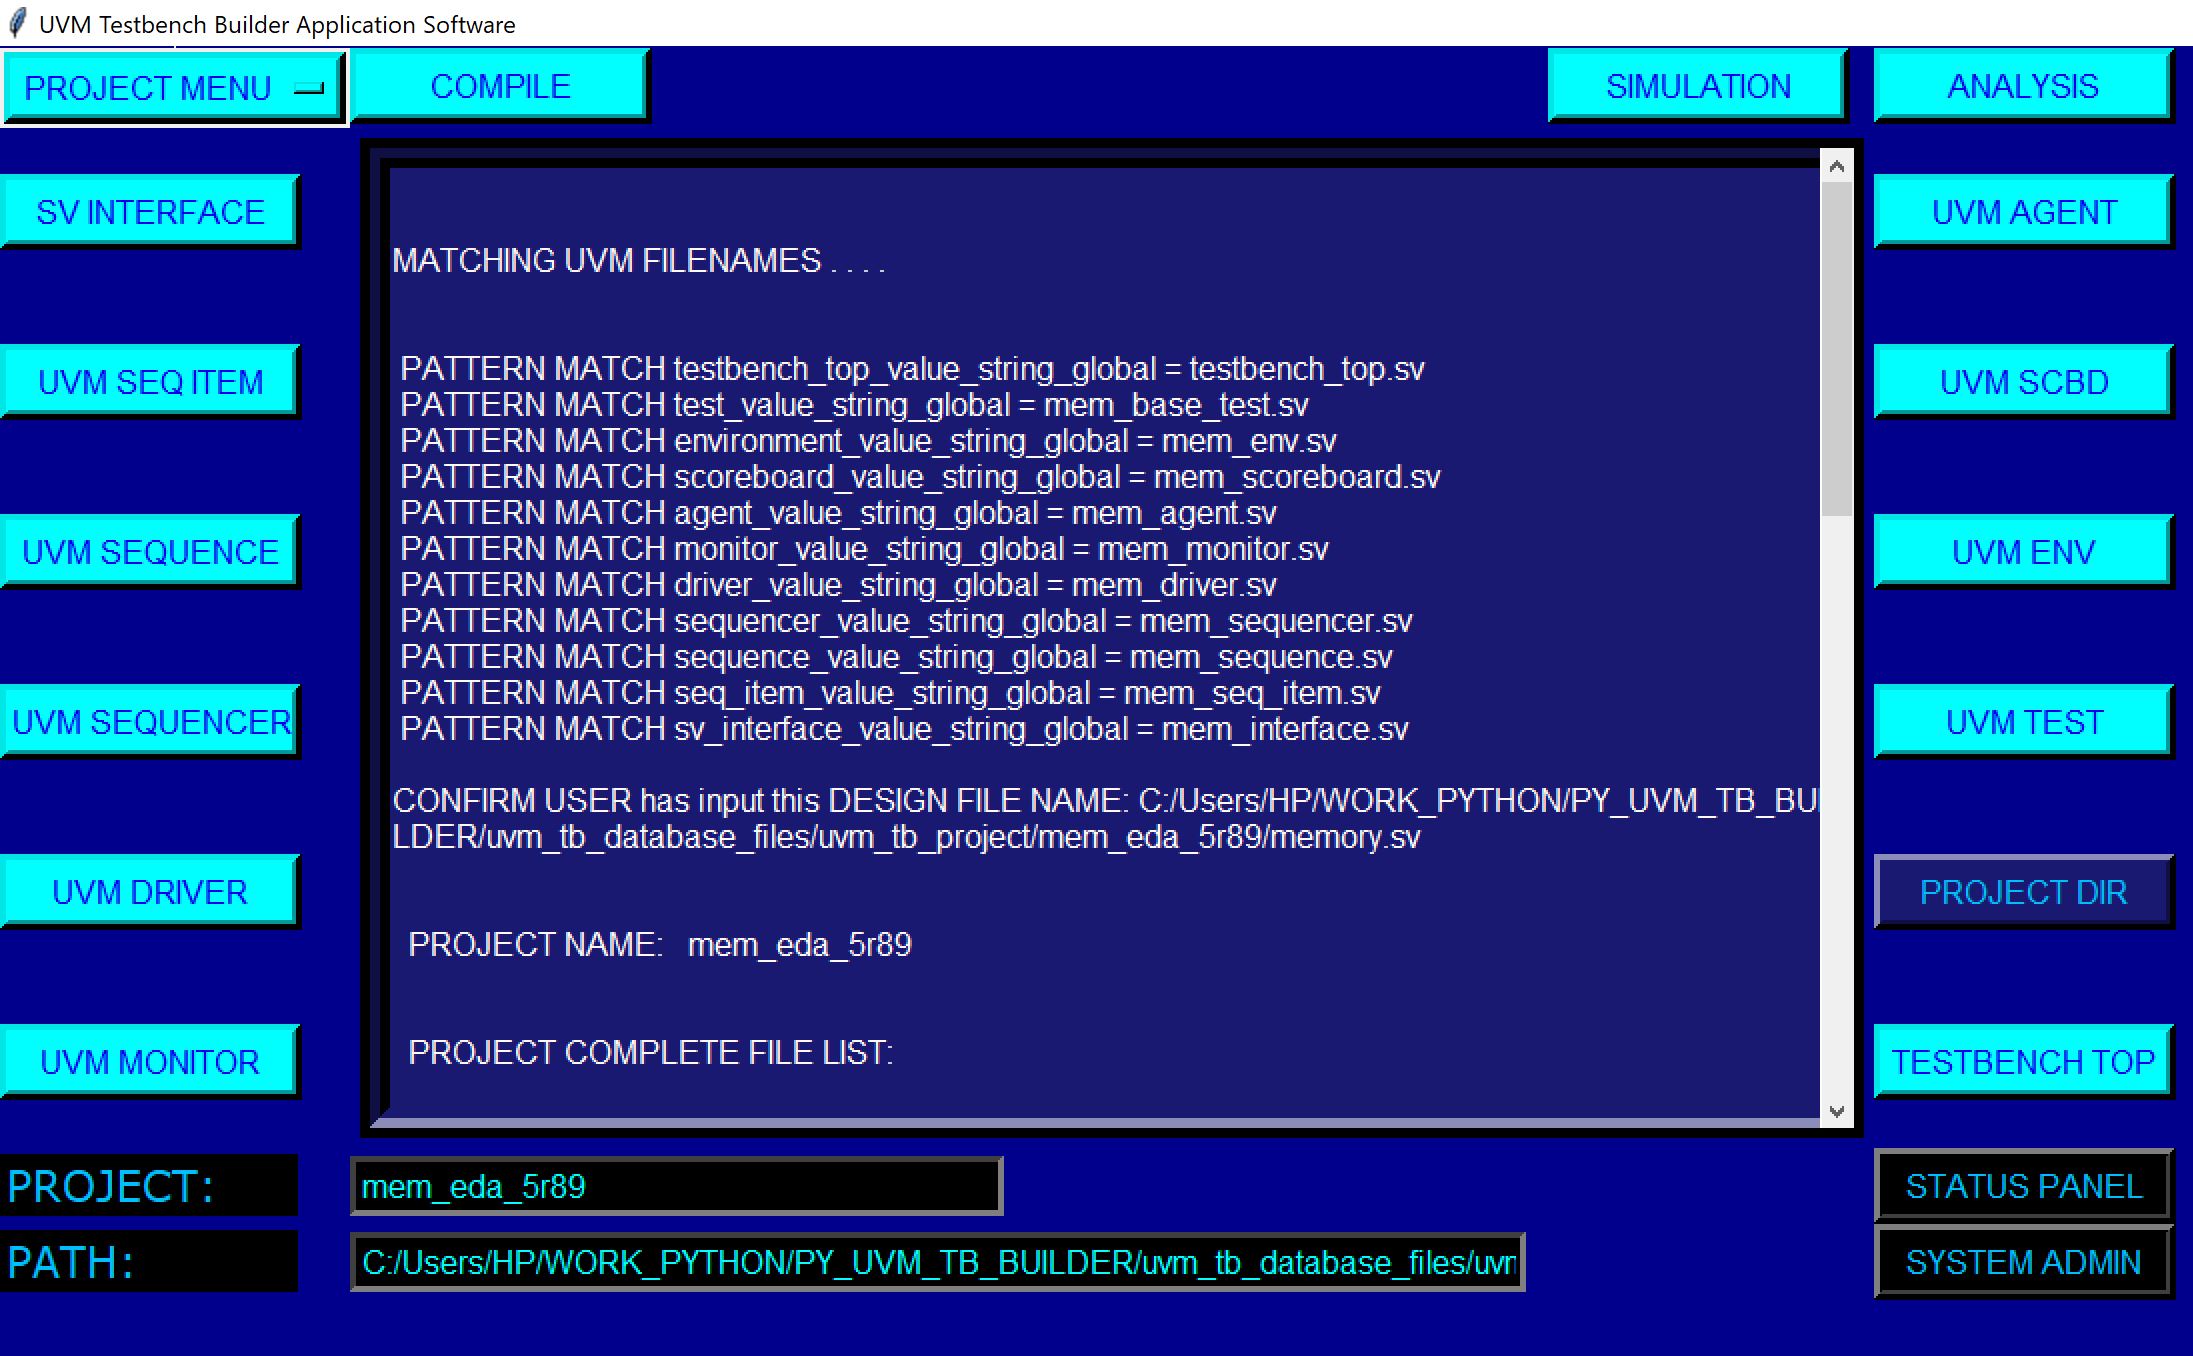 UVM Testbench Builder Application Software
PROJECT MENU
COMPILE
SIMULATION
ANALYSIS
SV INTERFACE
UVM SEQ ITEM
UVM SEQUENCE
UVM SEQUENCER
UVM DRIVER
UVM MONITOR
MATCHING UVM FILENAMES . . . .
PATTERN MATCH testbench_top_value_string_global = testbench_top.sv
PATTERN MATCH test_value_string_global = mem_base_test.sv
PATTERN MATCH environment_value_string_global = mem_env.sv
PATTERN MATCH scoreboard_value_string_global = mem_scoreboard.sv
PATTERN MATCH agent_value_string_global = mem_agent.sv
PATTERN MATCH monitor_value_string_global = mem_monitor.sv
PATTERN MATCH driver_value_string_global = mem_driver.sv
PATTERN MATCH sequencer_value_string_global = mem_sequencer.sv
PATTERN MATCH sequence_value_string_global = mem_sequence.sv
PATTERN MATCH seq_item_value_string_global = mem_seq_item.sv
PATTERN MATCH sv_interface_value_string_global = mem_interface.sv
CONFIRM USER has input this DESIGN FILE NAME: C:/Users/HP/WORK_PYTHON/PY_UVM_TB_BUI
LDER/uvm_tb_database_files/uvm_tb_project/mem_eda_5r89/memory.sv
PROJECT NAME: mem_eda_5r89
PROJECT COMPLETE FILE LIST:
UVM AGENT
UVM SCBD
UVM ENV
UVM TEST
PROJECT DIR
TESTBENCH TOP
PROJECT:
mem_eda_5r89
STATUS PANEL
PATH:
C:/Users/HP/WORK_PYTHON/PY_UVM_TB_BUILDER/uvm_tb_database_files/uvm
SYSTEM ADMIN